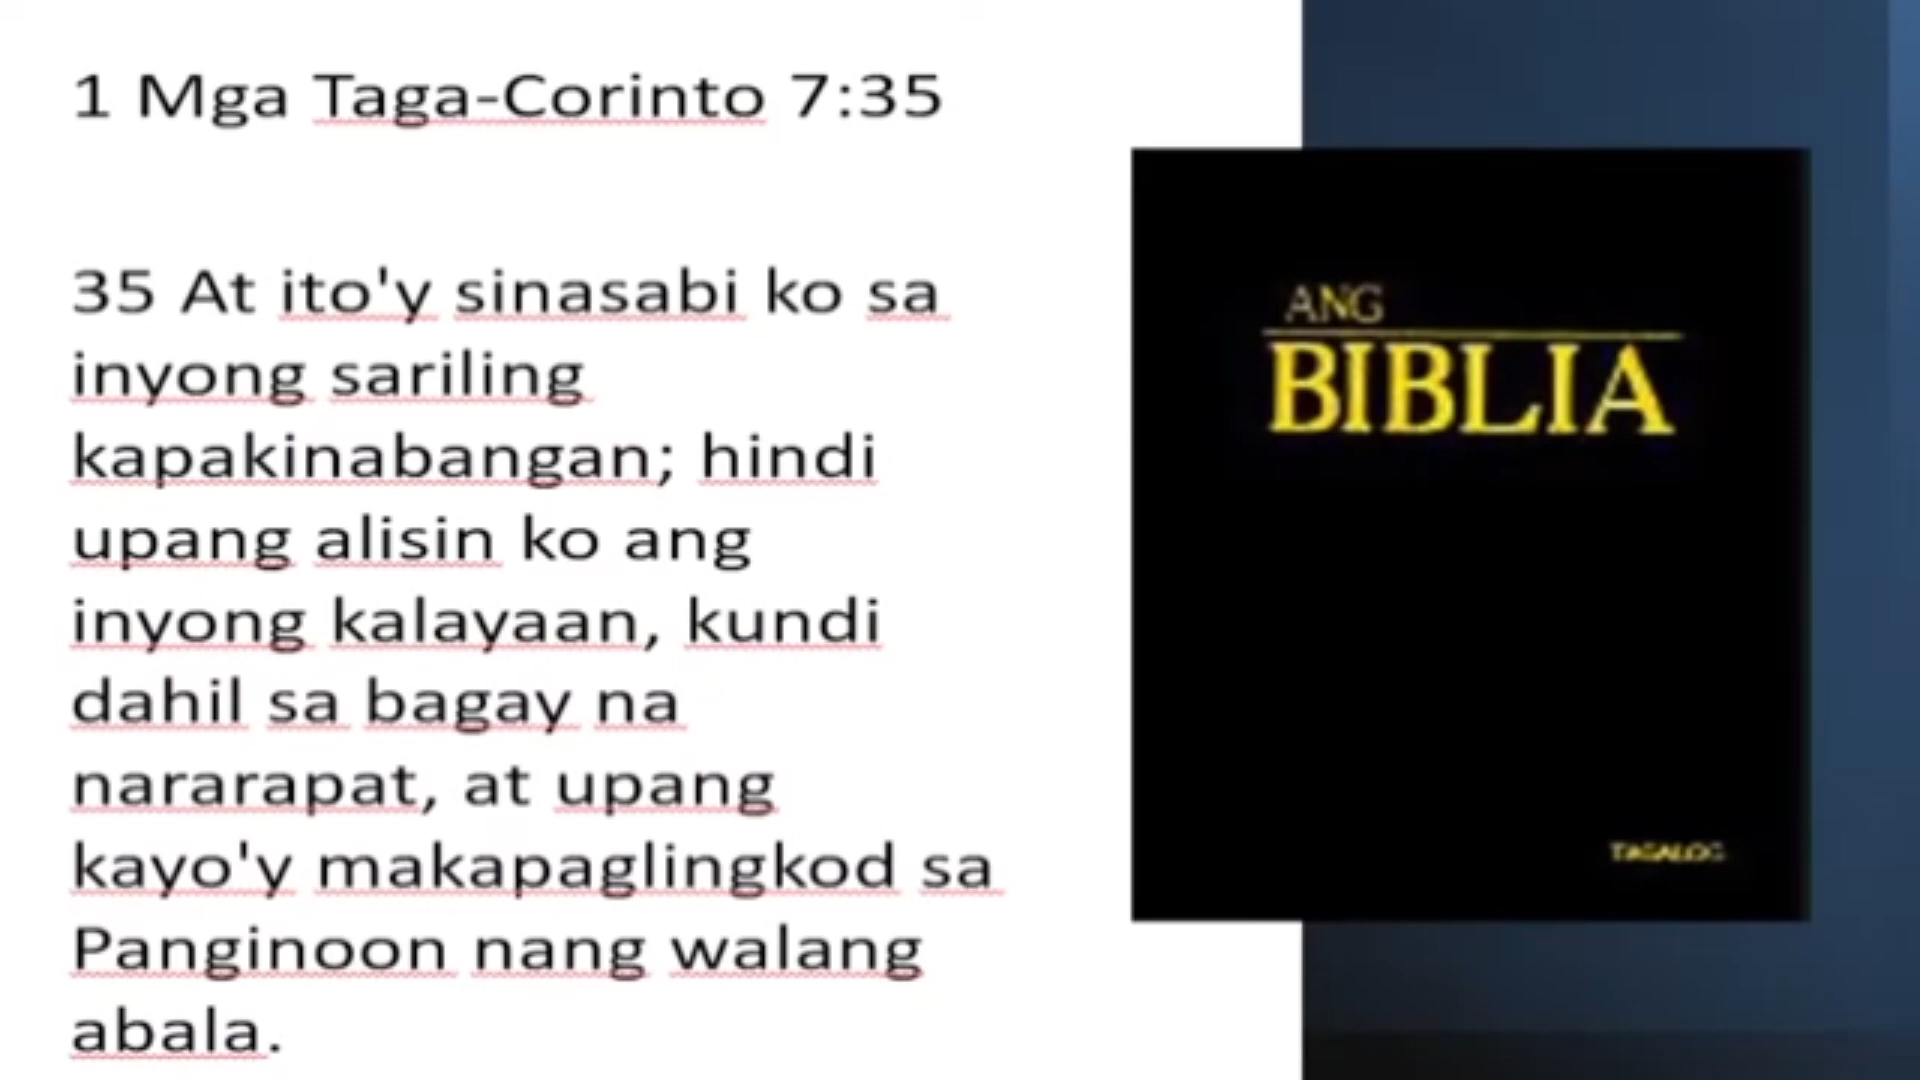 1 Mga Taga-Corinto 7:35
35 At ito'y sinasabi ko sa
inyong sariling
kapakinabangan; hindi
upang alisin ko ang
inyong kalayaan, kundi
dahil sa bagay na
nararapat, at upang
kayo'y makapaglingkod sa
Panginoon nang walang
abala.
ANG
BIBLIA
TAGALOG